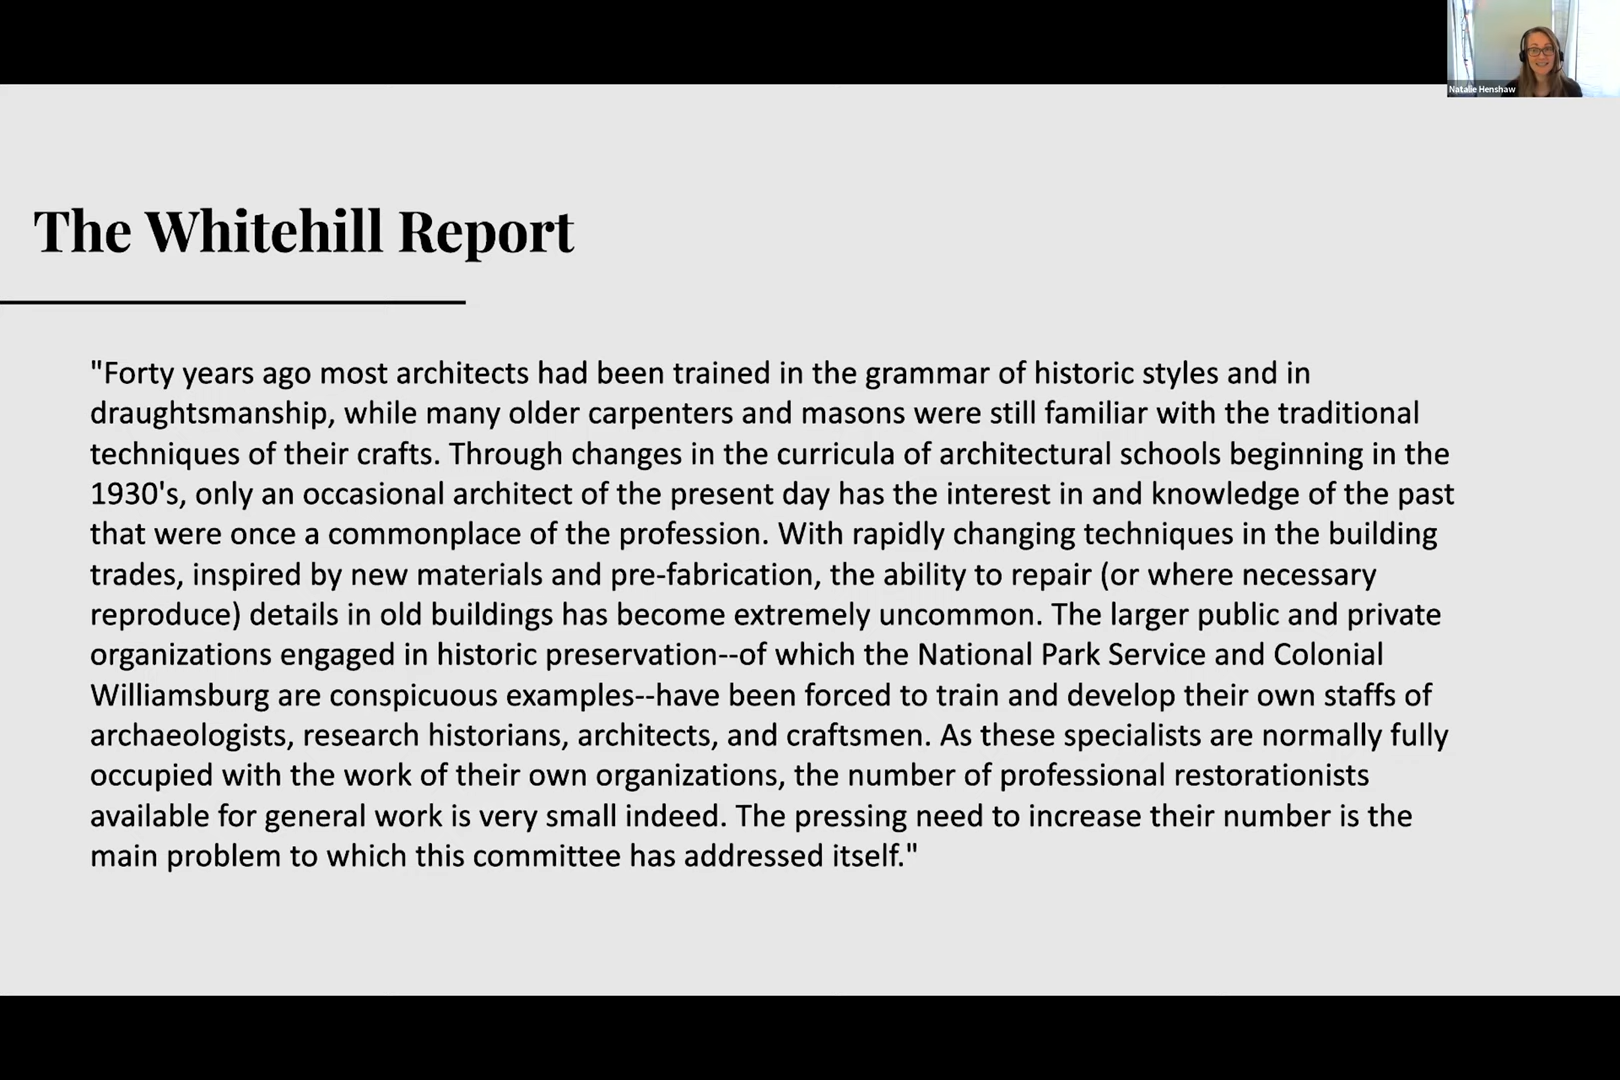 Natalie Henshaw
The Whitehill Report
"Forty years ago most architects had been trained in the grammar of historic styles and in
draughtsmanship, while many older carpenters and masons were still familiar with the traditional
techniques of their crafts. Through changes in the curricula of architectural schools beginning in the
1930's, only an occasional architect of the present day has the interest in and knowledge of the past
that were once a commonplace of the profession. With rapidly changing techniques in the building
trades, inspired by new materials and pre-fabrication, the ability to repair (or where necessary
reproduce) details in old buildings has become extremely uncommon. The larger public and private
organizations engaged in historic preservation--of which the National Park Service and Colonial
Williamsburg are conspicuous examples--have been forced to train and develop their own staffs of
archaeologists, research historians, architects, and craftsmen. As these specialists are normally fully
occupied with the work of their own organizations, the number of professional restorationists
available for general work is very small indeed. The pressing need to increase their number is the
main problem to which this committee has addressed itself."